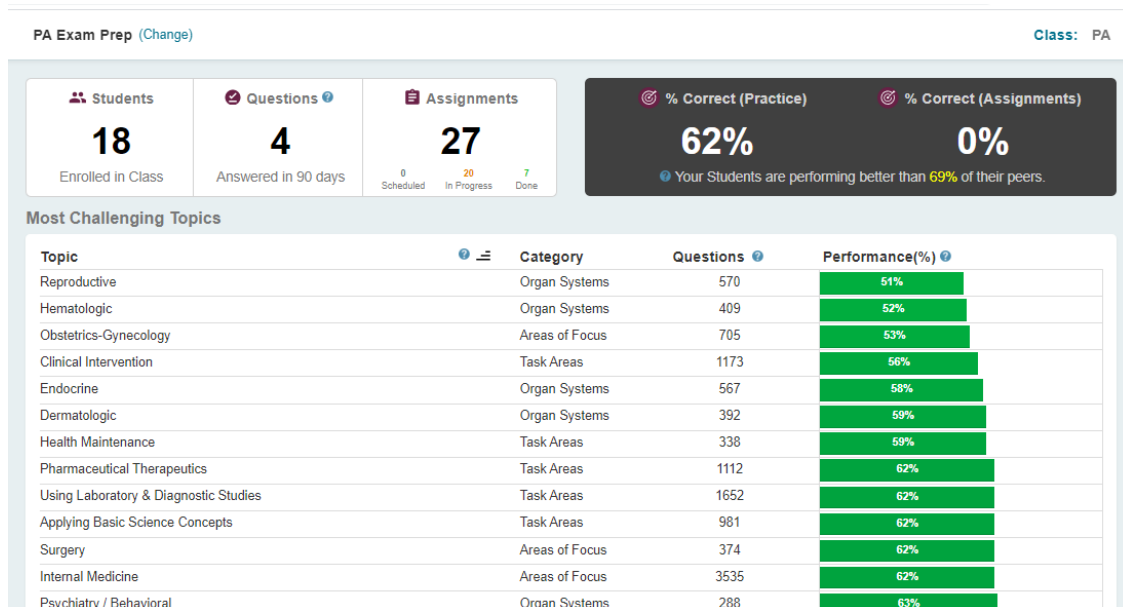 PA Exam Prep (Change) Class: PA
Students Questions ? Assignments % Correct (Practice) % Correct (Assignments)
18 4 27 62% 0%
Enrolled in Class Answered in 90 days 0 20 7 ? Your Students are performing better than 69% of their peers.
Scheduled In Progress Done
Most Challenging Topics
Topic ? Category Questions ? Performance(%) ?
Reproductive Organ Systems 570 51%
Hematologic Organ Systems 409 52%
Obstetrics-Gynecology Areas of Focus 705 53%
Clinical Intervention Task Areas 1173 56%
Endocrine Organ Systems 567 58%
Dermatologic Organ Systems 392 59%
Health Maintenance Task Areas 338 59%
Pharmaceutical Therapeutics Task Areas 1112 62%
Using Laboratory & Diagnostic Studies Task Areas 1652 62%
Applying Basic Science Concepts Task Areas 981 62%
Surgery Areas of Focus 374 62%
Internal Medicine Areas of Focus 3535 62%
Psychiatry / Behavioral Organ Systems 288 63%